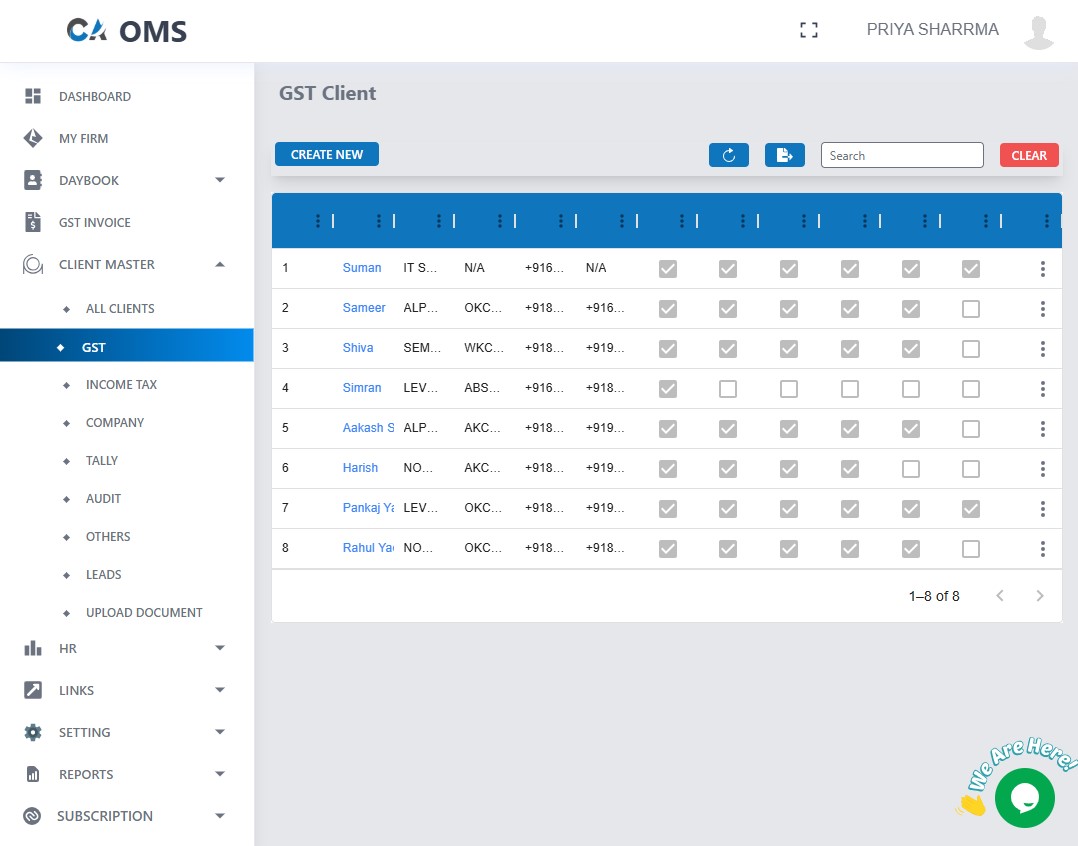 CA OMS
PRIYA SHARRMA
DASHBOARD
MY FIRM
DAYBOOK
GST INVOICE
CLIENT MASTER
ALL CLIENTS
GST
INCOME TAX
COMPANY
TALLY
AUDIT
OTHERS
LEADS
UPLOAD DOCUMENT
HR
LINKS
SETTING
REPORTS
SUBSCRIPTION
GST Client
CREATE NEW
Search
CLEAR
1 Suman IT S... N/A +916... N/A
2 Sameer ALP... OKC... +918... +916...
3 Shiva SEM... WKC... +918... +919...
4 Simran LEV... ABS... +916... +918...
5 Aakash S ALP... AKC... +918... +919...
6 Harish NO... AKC... +918... +919...
7 Pankaj Ya LEV... OKC... +918... +919...
8 Rahul Ya NO... OKC... +918... +918...
1–8 of 8
We Are Here!